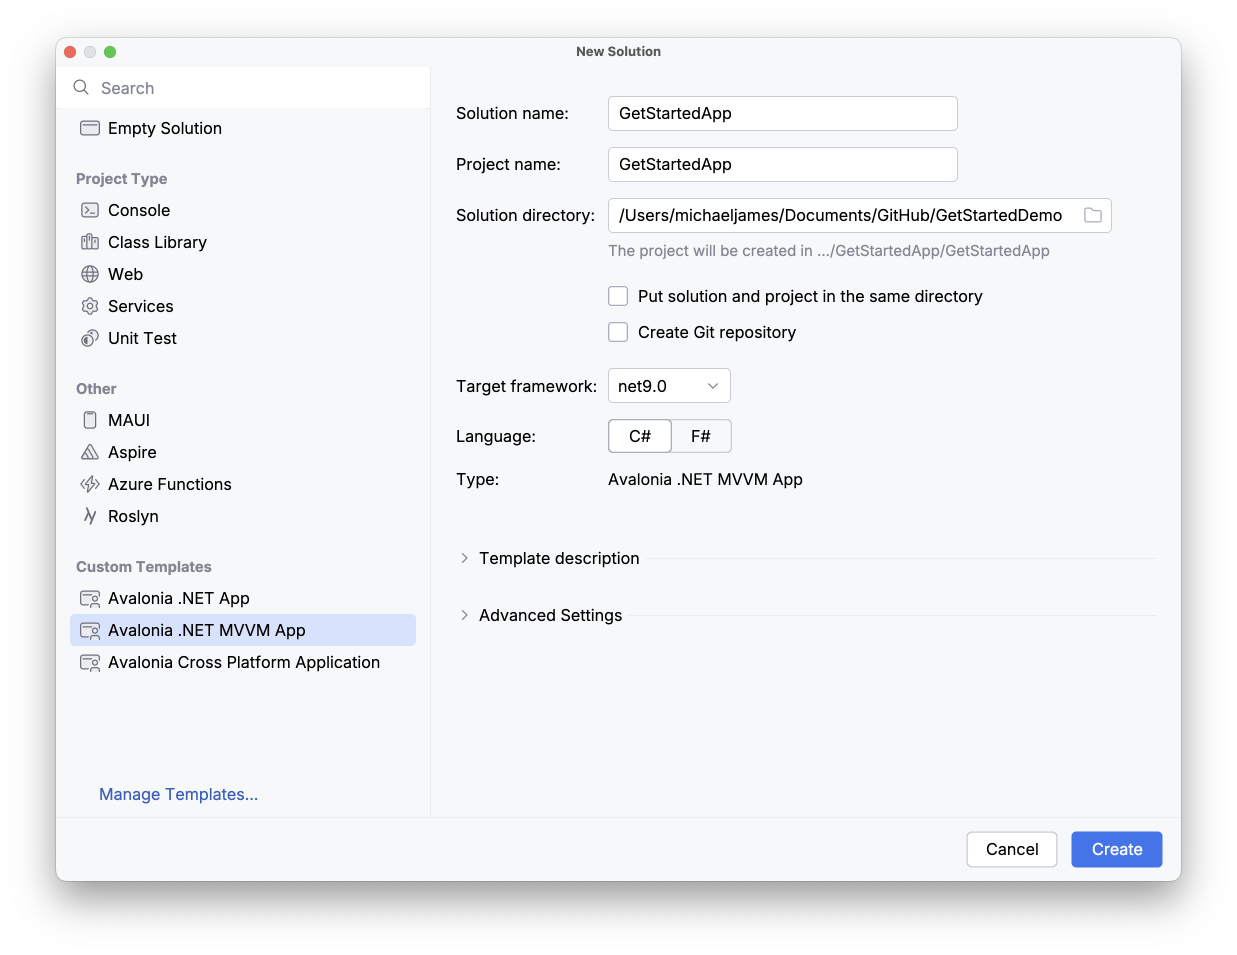 New Solution
Search
Empty Solution
Project Type
Console
Class Library
Web
Services
Unit Test
Other
MAUI
Aspire
Azure Functions
Roslyn
Custom Templates
Avalonia .NET App
Avalonia .NET MVVM App
Avalonia Cross Platform Application
Manage Templates...
Solution name: GetStartedApp
Project name: GetStartedApp
Solution directory: /Users/michaeljames/Documents/GitHub/GetStartedDemo
The project will be created in .../GetStartedApp/GetStartedApp
Put solution and project in the same directory
Create Git repository
Target framework: net9.0
Language: C# F#
Type: Avalonia .NET MVVM App
Template description
Advanced Settings
Cancel Create